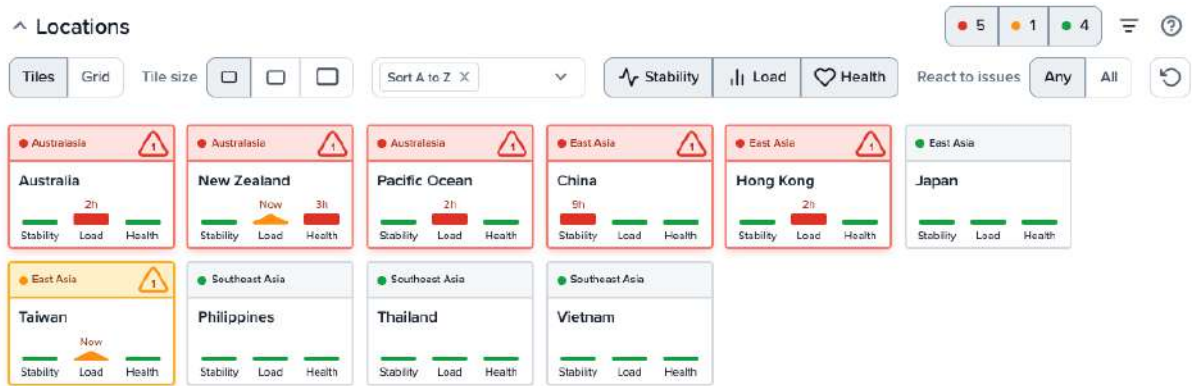 Locations
5 1 4
Tiles Grid Tile size Sort A to Z X Stability Load Health React to issues Any All
Australasia 1
Australia
2h
Stability Load Health
Australasia 1
New Zealand
Now 3h
Stability Load Health
Australasia 1
Pacific Ocean
2h
Stability Load Health
East Asia 1
China
9h
Stability Load Health
East Asia 1
Hong Kong
2h
Stability Load Health
East Asia
Japan
Stability Load Health
East Asia 1
Taiwan
Now
Stability Load Health
Southeast Asia
Philippines
Stability Load Health
Southeast Asia
Thailand
Stability Load Health
Southeast Asia
Vietnam
Stability Load Health